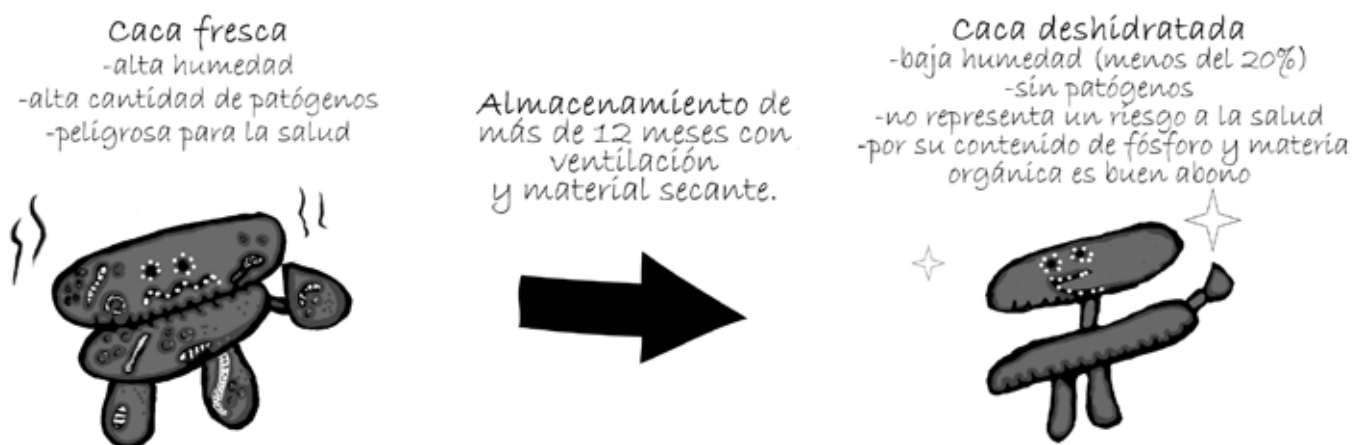 Caca fresca
-alta humedad
-alta cantidad de patógenos
-peligrosa para la salud
Almacenamiento de
más de 12 meses con
ventilación
y material secante.
Caca deshidratada
-baja humedad (menos del 20%)
-sin patógenos
-no representa un riesgo a la salud
-por su contenido de fósforo y materia
orgánica es buen abono